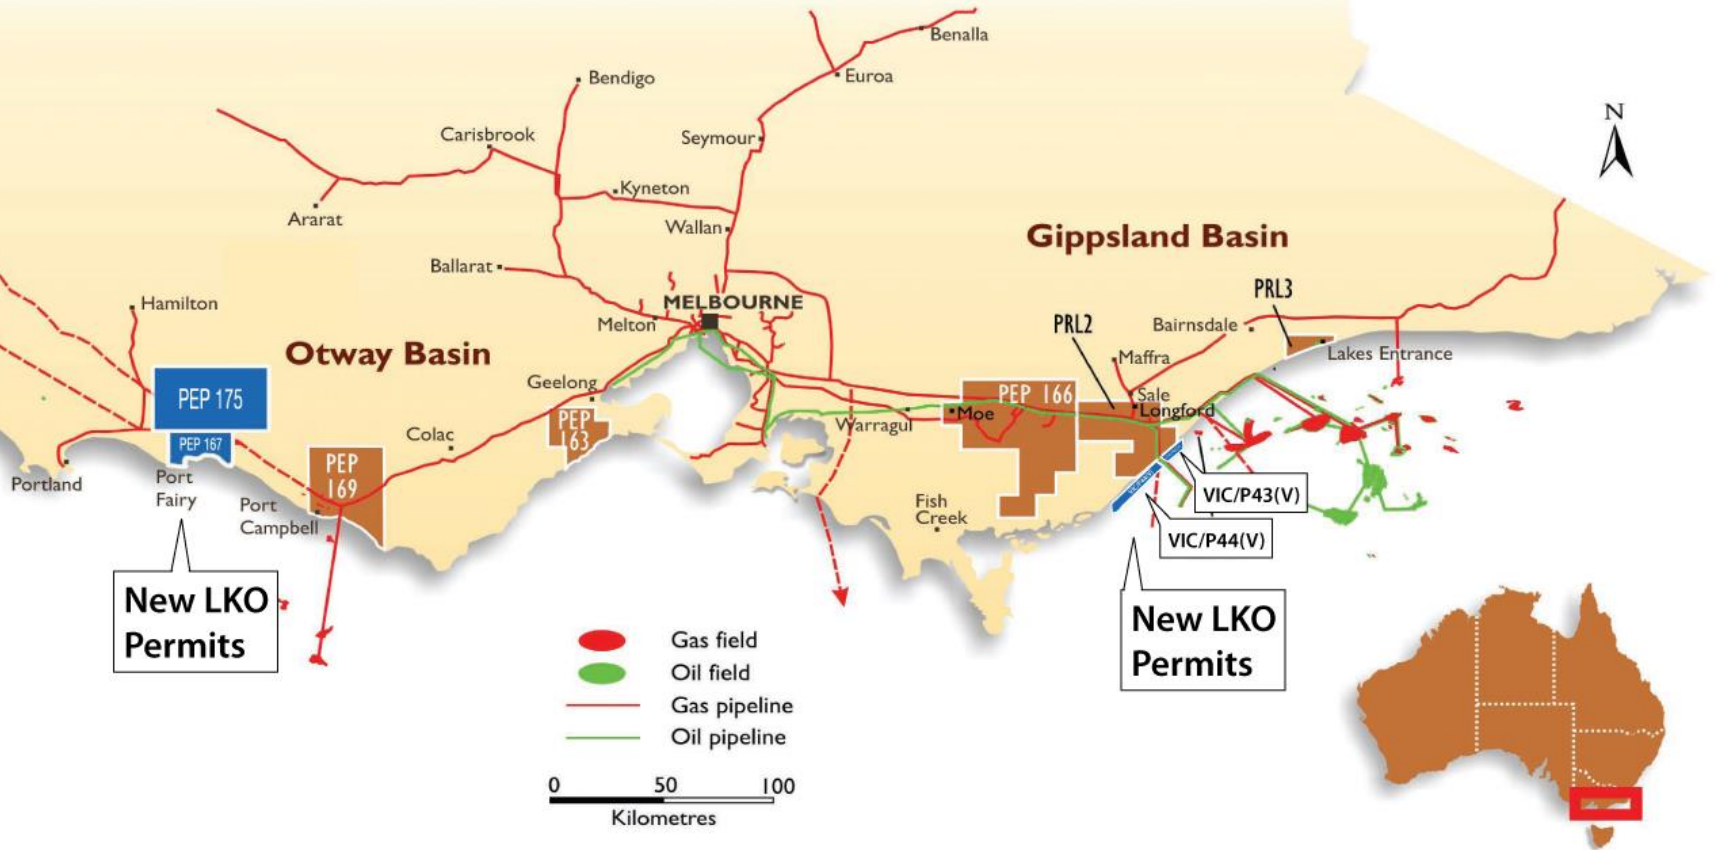 Benalla
Euroa
Bendigo
N
Carisbrook
Seymour
Kyneton
Ararat
Wallan
Gippsland Basin
Ballarat
PRL3
Hamilton
MELBOURNE
Melton
PRL2
Bairnsdale
Otway Basin
Maffra
Lakes Entrance
Geelong
PEP 175
PEP 166
Sale
Longford
Moe
PEP
163
Warragul
Colac
PEP 167
PEP
169
Portland
Port
Fairy
Port
Campbell
Fish
Creek
VIC/P43(V)
VIC/P44(V)
New LKO
Permits
New LKO
Permits
Gas field
Oil field
Gas pipeline
Oil pipeline
0 50 100
Kilometres